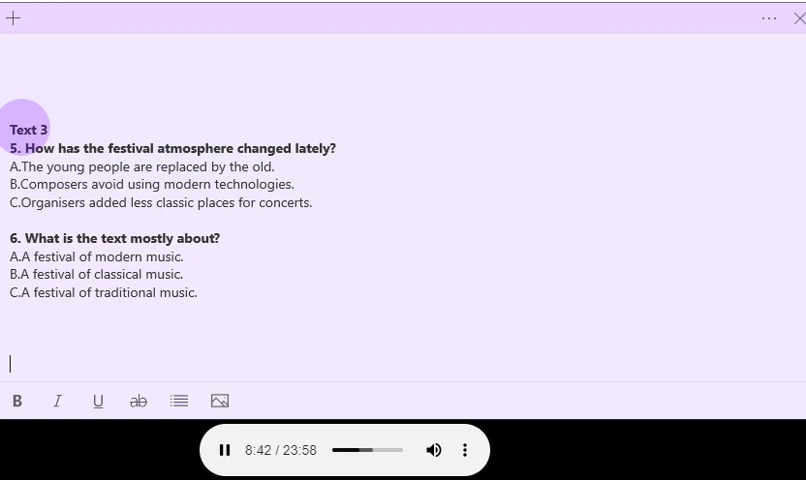 Text 3
5. How has the festival atmosphere changed lately?
A.The young people are replaced by the old.
B.Composers avoid using modern technologies.
C.Organisers added less classic places for concerts.
6. What is the text mostly about?
A.A festival of modern music.
B.A festival of classical music.
C.A festival of traditional music.
B I U ab
8:42 / 23:58